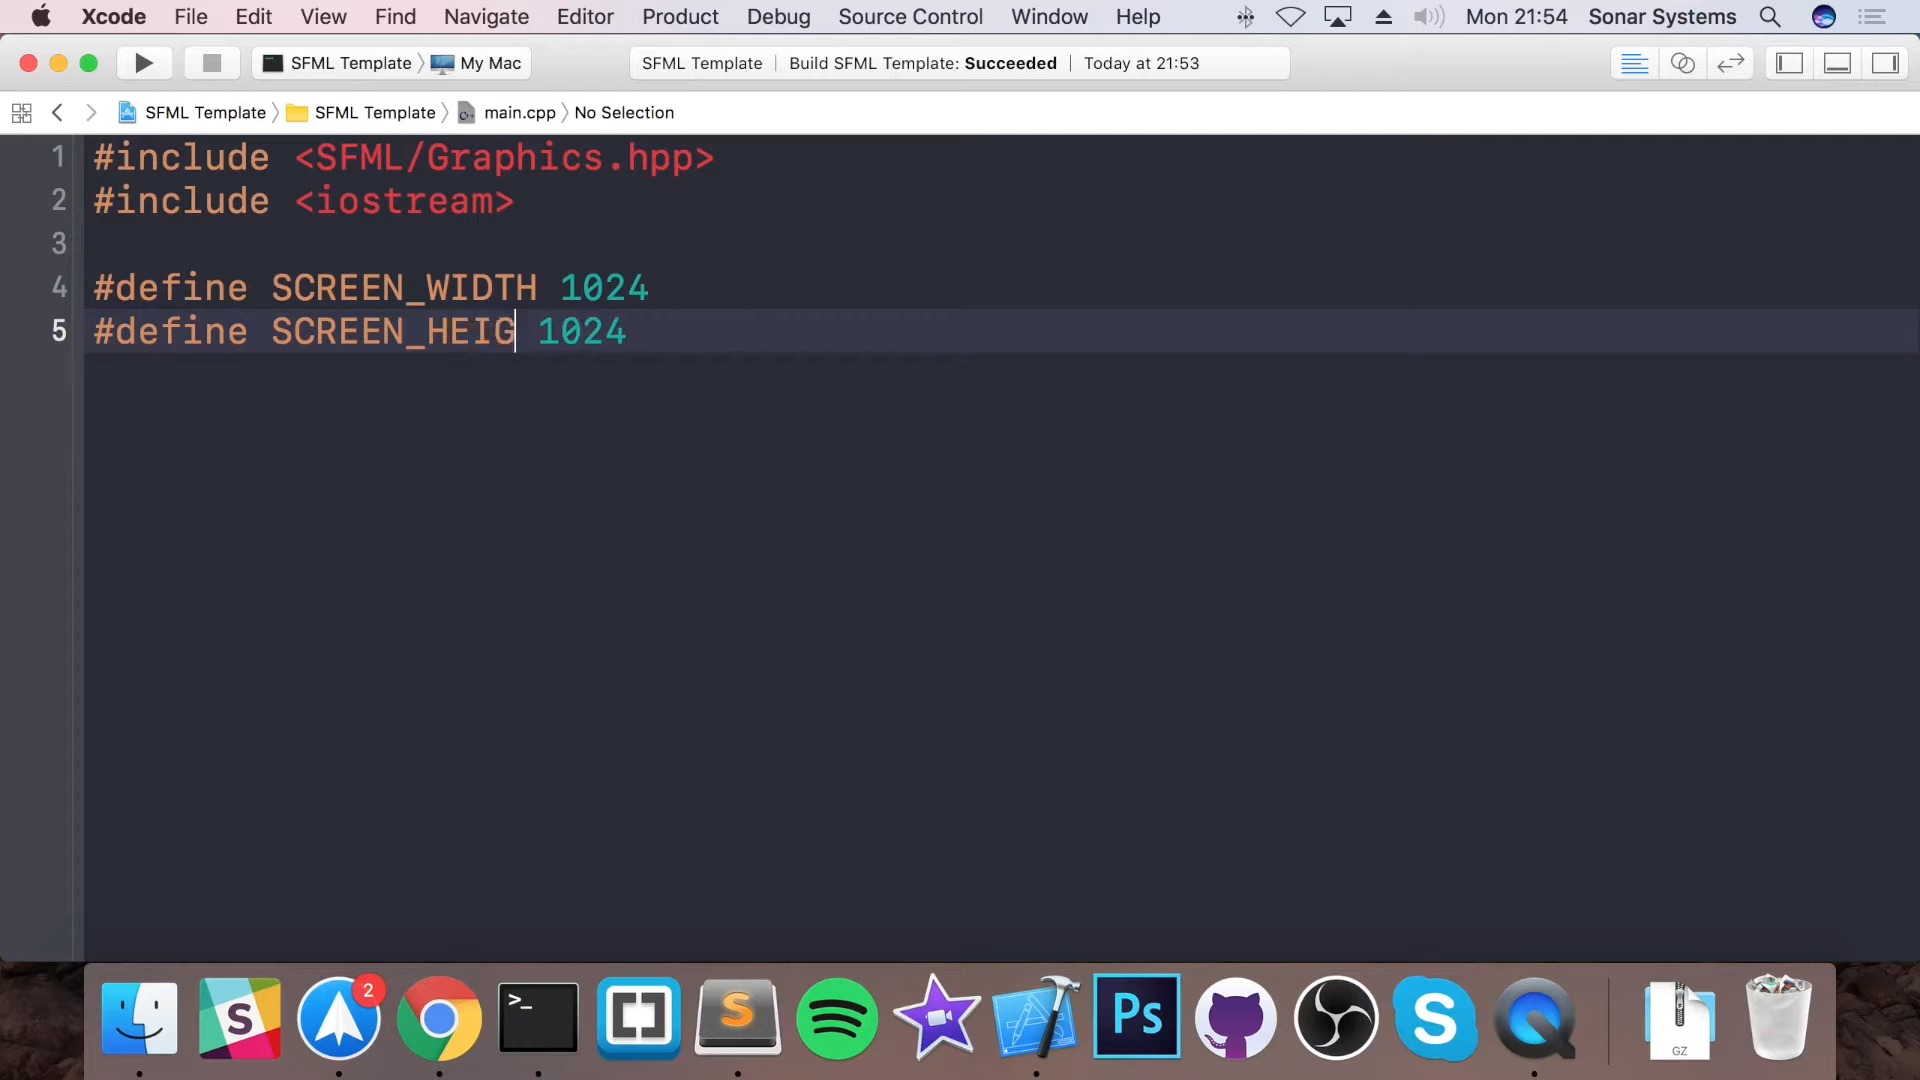 Xcode File Edit View Find Navigate Editor Product Debug Source Control Window Help Mon 21:54 Sonar Systems
SFML Template My Mac SFML Template Build SFML Template: Succeeded Today at 21:53
SFML Template SFML Template main.cpp No Selection
1 #include <SFML/Graphics.hpp>
2 #include <iostream>
3
4 #define SCREEN_WIDTH 1024
5 #define SCREEN_HEIG 1024
2
S >_ S Ps S
GZ